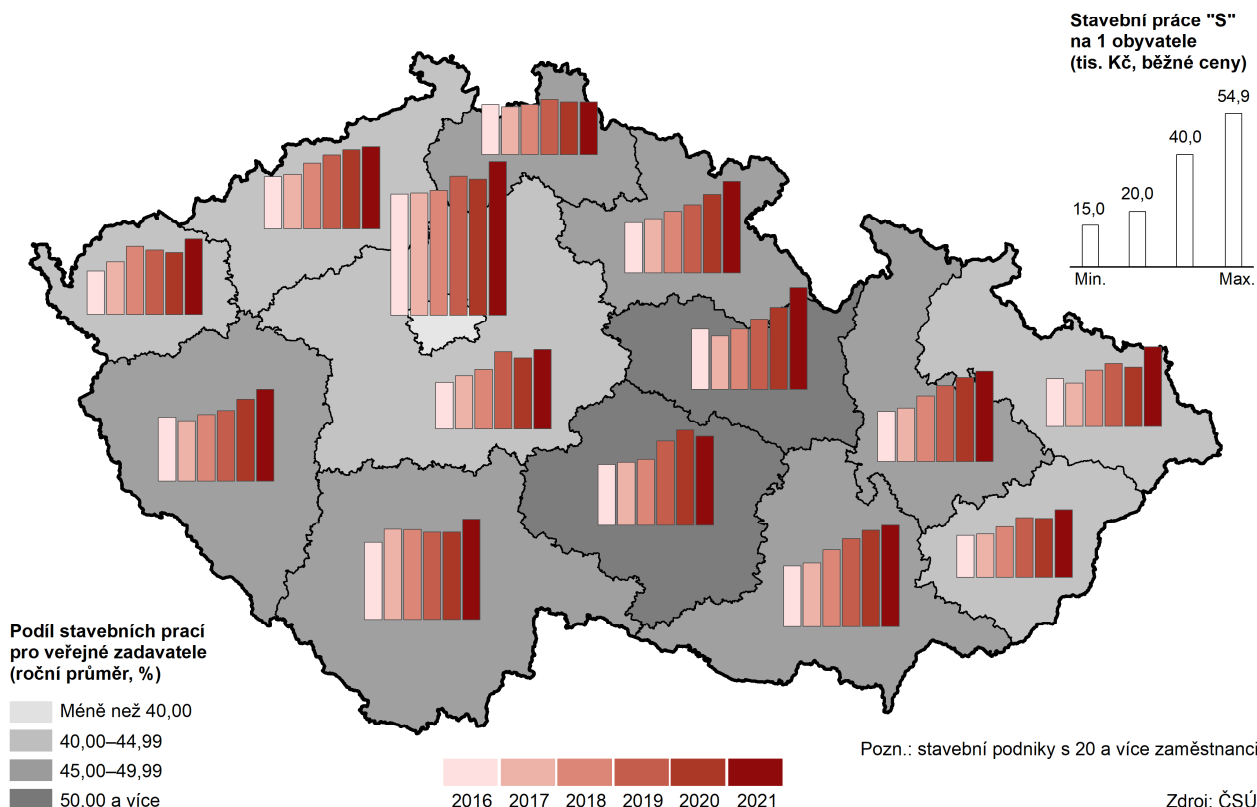 Stavební práce "S"
na 1 obyvatele
(tis. Kč, běžné ceny)
54,9
40,0
20,0
15,0
Min.
Max.
Podíl stavebních prací
pro veřejné zadavatele
(roční průměr, %)
Méně než 40,00
40,00–44,99
45,00–49,99
50.00 a více
2016 2017 2018 2019 2020 2021
Pozn.: stavební podniky s 20 a více zaměstnanci
Zdroj: ČSÚ